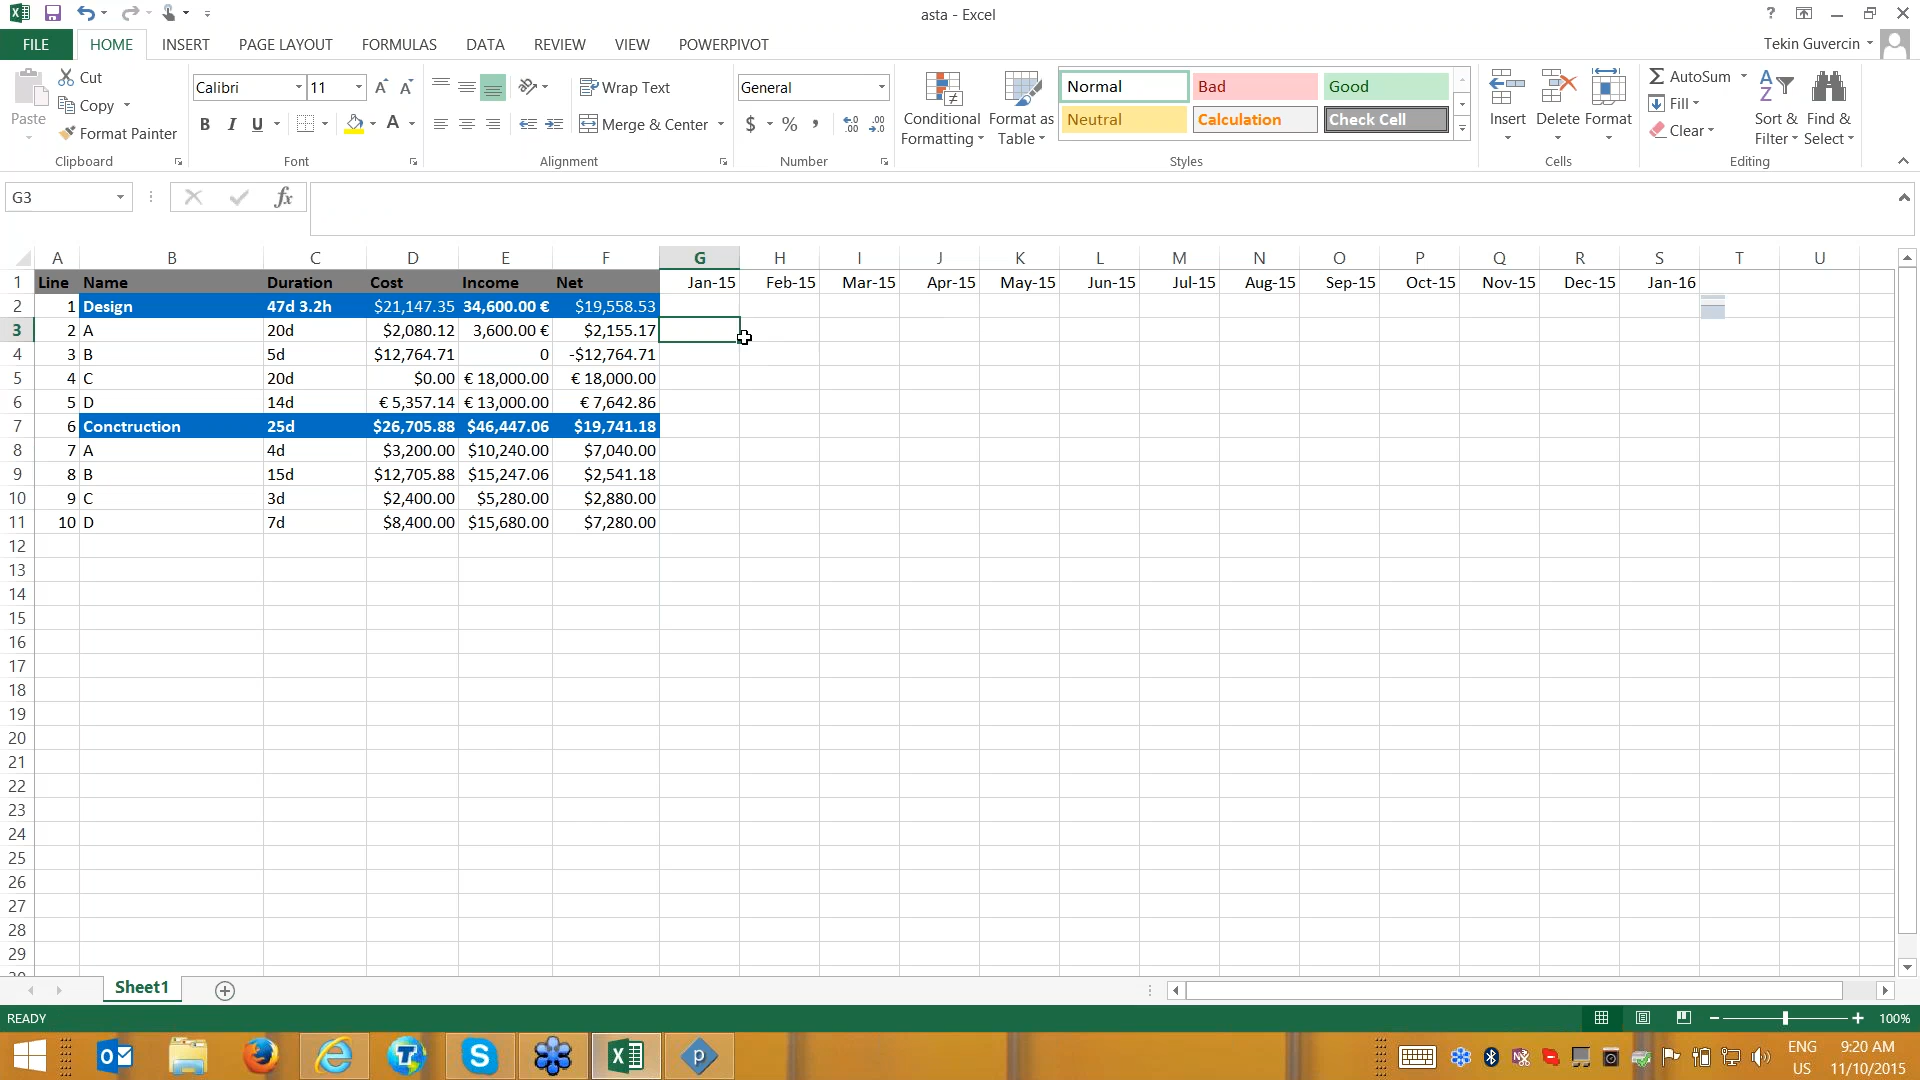 asta - Excel
?
FILE HOME INSERT PAGE LAYOUT FORMULAS DATA REVIEW VIEW POWERPIVOT
Tekin Guvercin
Paste
Cut
Copy
Format Painter
Clipboard
Calibri 11
B I U
Font
Wrap Text
Merge & Center
Alignment
General
$ % ,
Number
Conditional Formatting
Format as Table
Normal Bad Good
Neutral Calculation Check Cell
Styles
Insert Delete Format
Cells
AutoSum
Fill
Clear
Sort & Filter
Find & Select
Editing
G3
fx
A B C D E F G H I J K L M N O P Q R S T U
1 Line Name Duration Cost Income Net Jan-15 Feb-15 Mar-15 Apr-15 May-15 Jun-15 Jul-15 Aug-15 Sep-15 Oct-15 Nov-15 Dec-15 Jan-16
2 1 Design 47d 3.2h $21,147.35 34,600.00 € $19,558.53
3 2 A 20d $2,080.12 3,600.00 € $2,155.17
4 3 B 5d $12,764.71 0 -$12,764.71
5 4 C 20d $0.00 € 18,000.00 € 18,000.00
6 5 D 14d € 5,357.14 € 13,000.00 € 7,642.86
7 6 Conctruction 25d $26,705.88 $46,447.06 $19,741.18
8 7 A 4d $3,200.00 $10,240.00 $7,040.00
9 8 B 15d $12,705.88 $15,247.06 $2,541.18
10 9 C 3d $2,400.00 $5,280.00 $2,880.00
11 10 D 7d $8,400.00 $15,680.00 $7,280.00
12
13
14
15
16
17
18
19
20
21
22
23
24
25
26
27
28
29
Sheet1
READY
100%
ENG
US
9:20 AM
11/10/2015